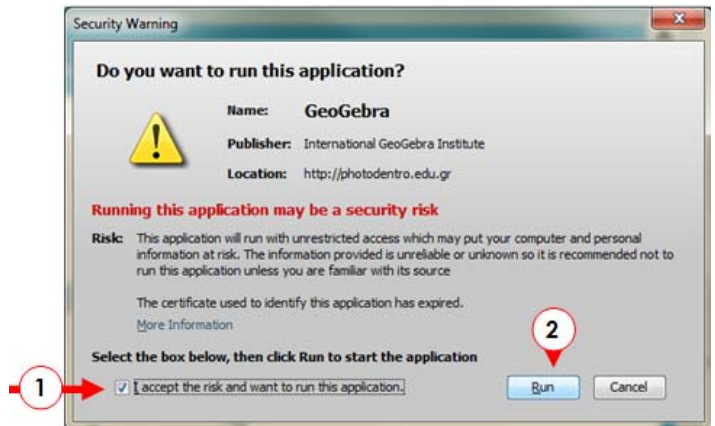 Security Warning
Do you want to run this application?
Name: GeoGebra
Publisher: International GeoGebra Institute
Location: http://photodentro.edu.gr
Running this application may be a security risk
Risk: This application will run with unrestricted access which may put your computer and personal
information at risk. The information provided is unreliable or unknown so it is recommended not to
run this application unless you are familiar with its source
The certificate used to identify this application has expired.
More Information
Select the box below, then click Run to start the application
2
1
I accept the risk and want to run this application.
Run
Cancel